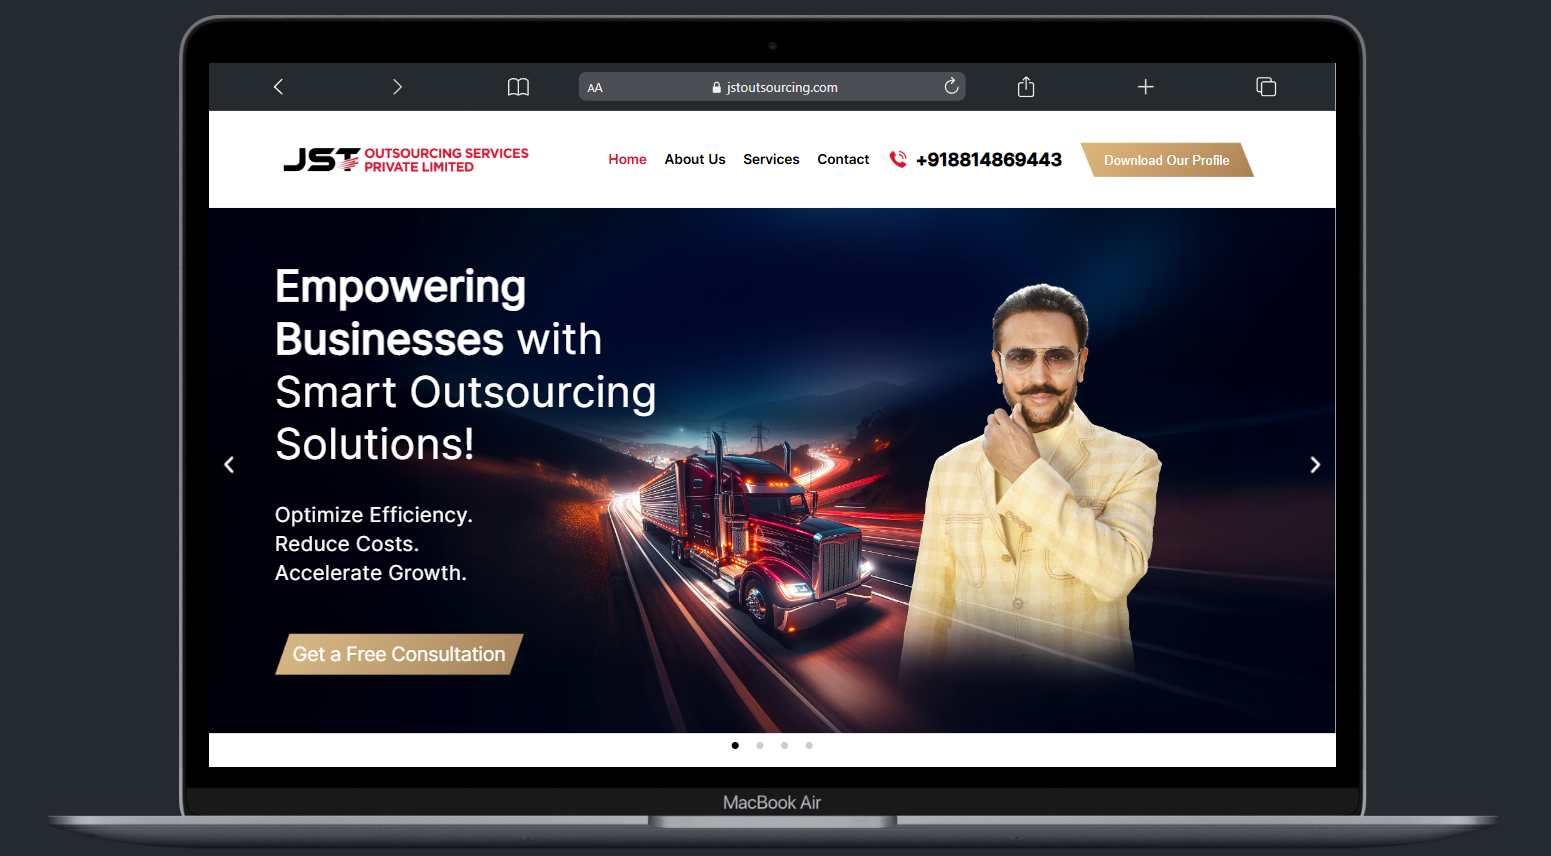 AA
jstoutsourcing.com
JST OUTSOURCING SERVICES
PRIVATE LIMITED
Home
About Us
Services
Contact
+918814869443
Download Our Profile
Empowering
Businesses with
Smart Outsourcing
Solutions!
Optimize Efficiency.
Reduce Costs.
Accelerate Growth.
Get a Free Consultation
MacBook Air